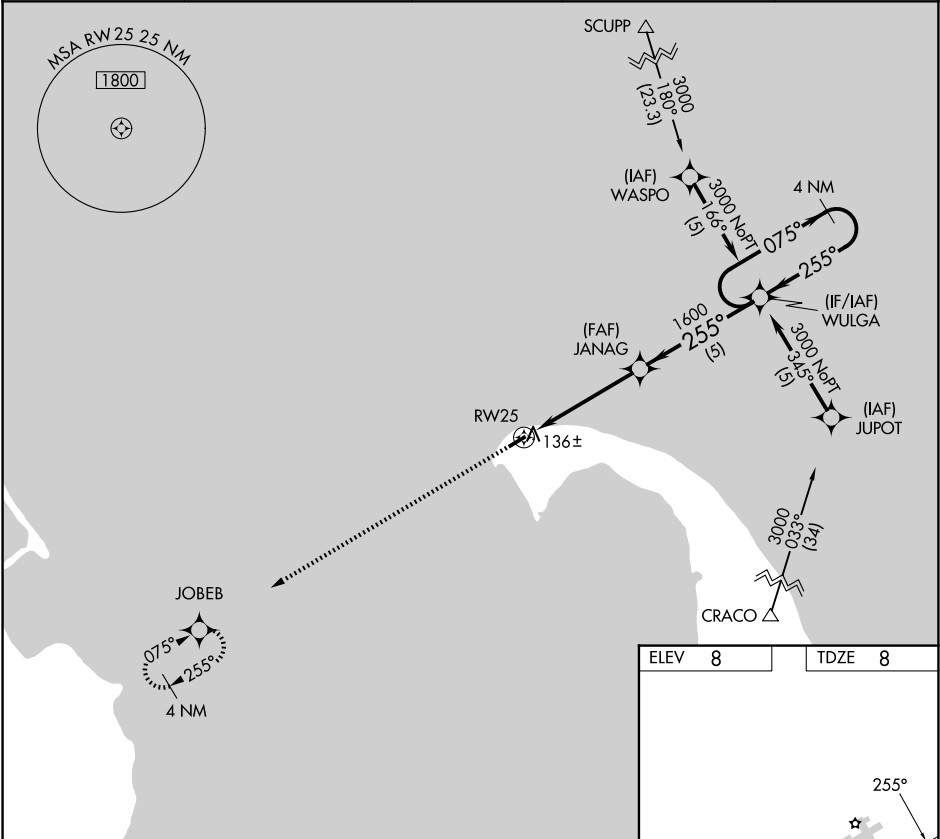 MSA RW25 25 NM
1800
SCUPP
3000
180°
(23.3)
(IAF)
WASPO
3000 NoPT
166°
(5)
4 NM
075°
255°
(IF/IAF)
WULGA
1600
255°
(5)
(FAF)
JANAG
3000 NoPT
345°
(5)
(IAF)
JUPOT
RW25
136±
3000
033°
(34)
CRACO
JOBEB
075°
255°
4 NM
ELEV 8
TDZE 8
255°